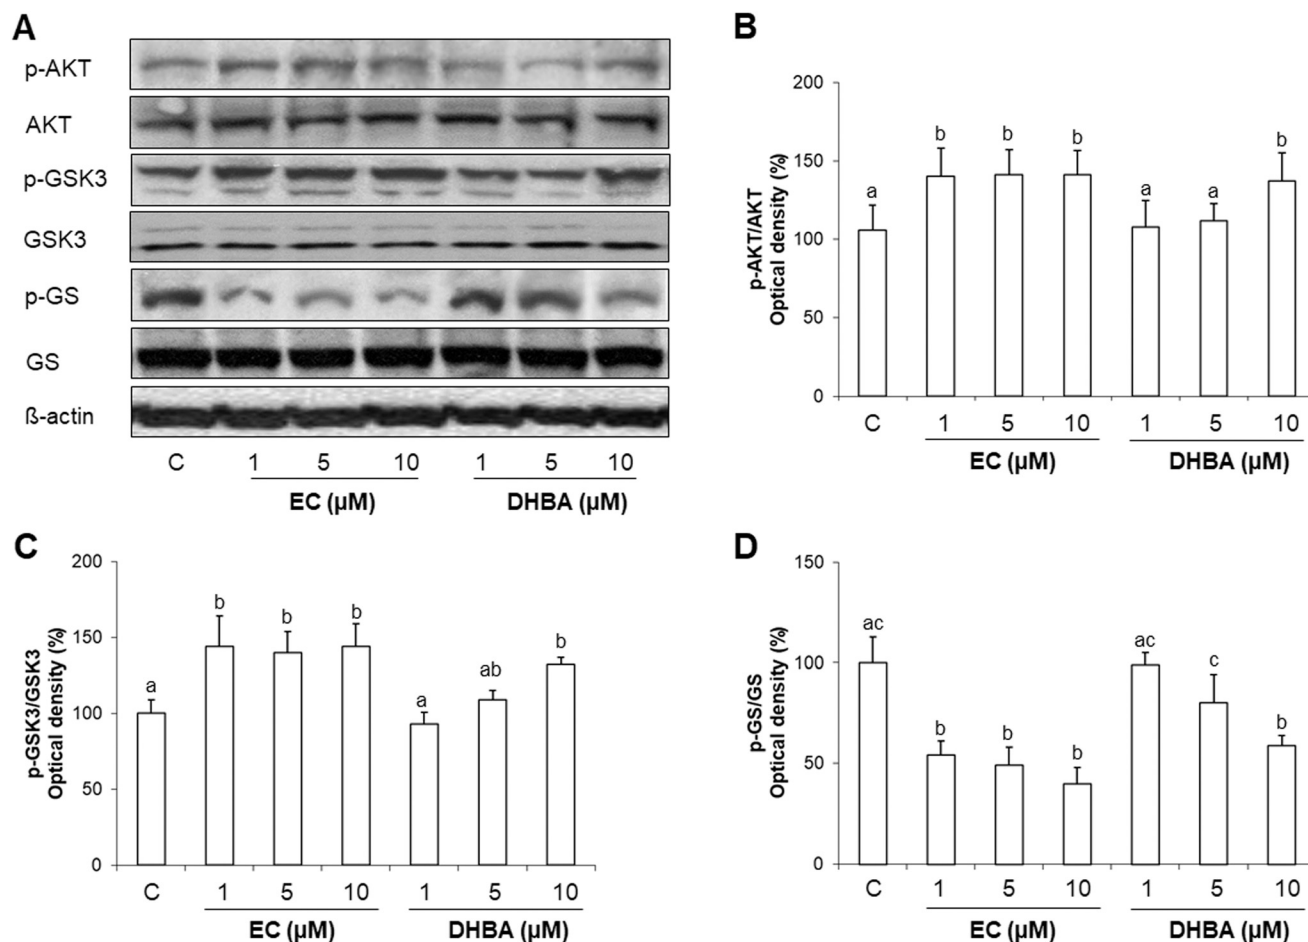 A
p-AKT
AKT
p-GSK3
GSK3
p-GS
GS
ß-actin
C 1 5 10 1 5 10
EC (µM) DHBA (µM)
B
p-AKT/AKT
Optical density (%)
200
150
100
50
0
a b b b a a b
C 1 5 10 1 5 10
EC (µM) DHBA (µM)
C
p-GSK3/GSK3
Optical density (%)
200
150
100
50
0
a b b b a ab b
C 1 5 10 1 5 10
EC (µM) DHBA (µM)
D
p-GS/GS
Optical density (%)
150
100
50
0
ac b b b ac c b
C 1 5 10 1 5 10
EC (µM) DHBA (µM)